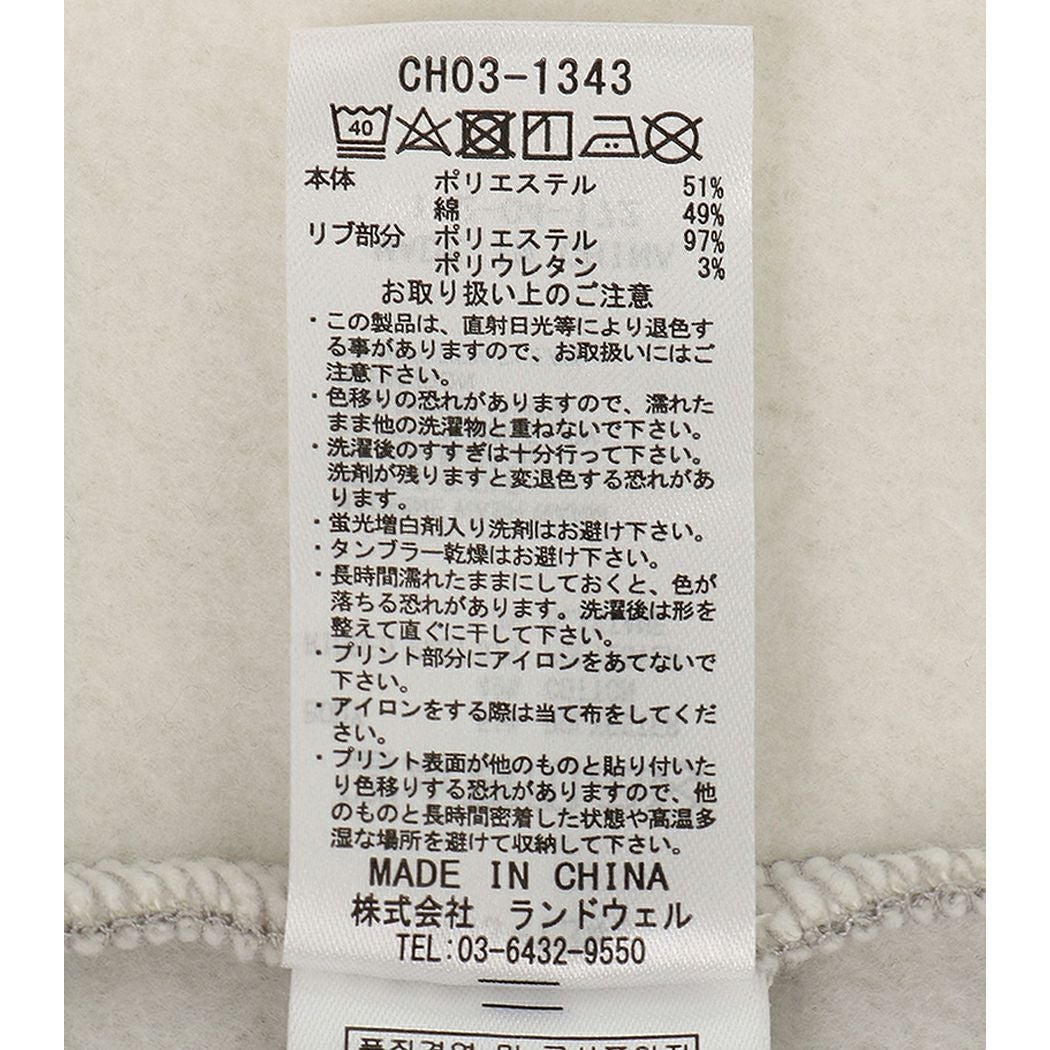 CH03-1343
40
本体 ポリエステル 51%
綿 49%
リブ部分 ポリエステル 97%
ポリウレタン 3%
お取り扱い上のご注意
・この製品は、直射日光等により退色す
る事がありますので、お取扱いにはご
注意下さい。
・色移りの恐れがありますので、濡れた
まま他の洗濯物と重ねないで下さい。
・洗濯後のすすぎは十分行って下さい。
洗剤が残りますと変退色する恐れがあ
ります。
・蛍光増白剤入り洗剤はお避け下さい。
・タンブラー乾燥はお避け下さい。
・長時間濡れたままにしておくと、色が
落ちる恐れがあります。洗濯後は形を
整えて直ぐに干して下さい。
・プリント部分にアイロンをあてないで
下さい。
・アイロンをする際は当て布をしてくだ
さい。
・プリント表面が他のものと貼り付いた
り色移りする恐れがありますので、他
のものと長時間密着した状態や高温多
湿な場所を避けて収納して下さい。
MADE IN CHINA
株式会社 ランドウェル
TEL:03-6432-9550